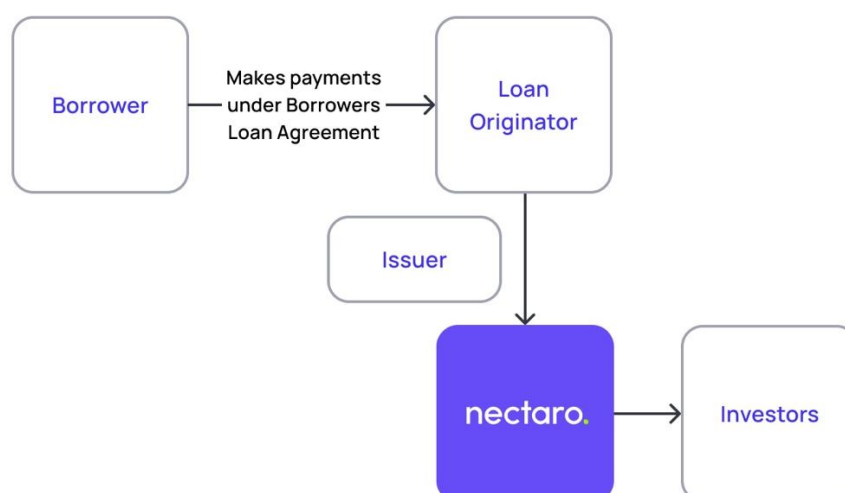 Borrower
Makes payments
under Borrowers
Loan Agreement
Loan
Originator
Issuer
nectaro.
Investors